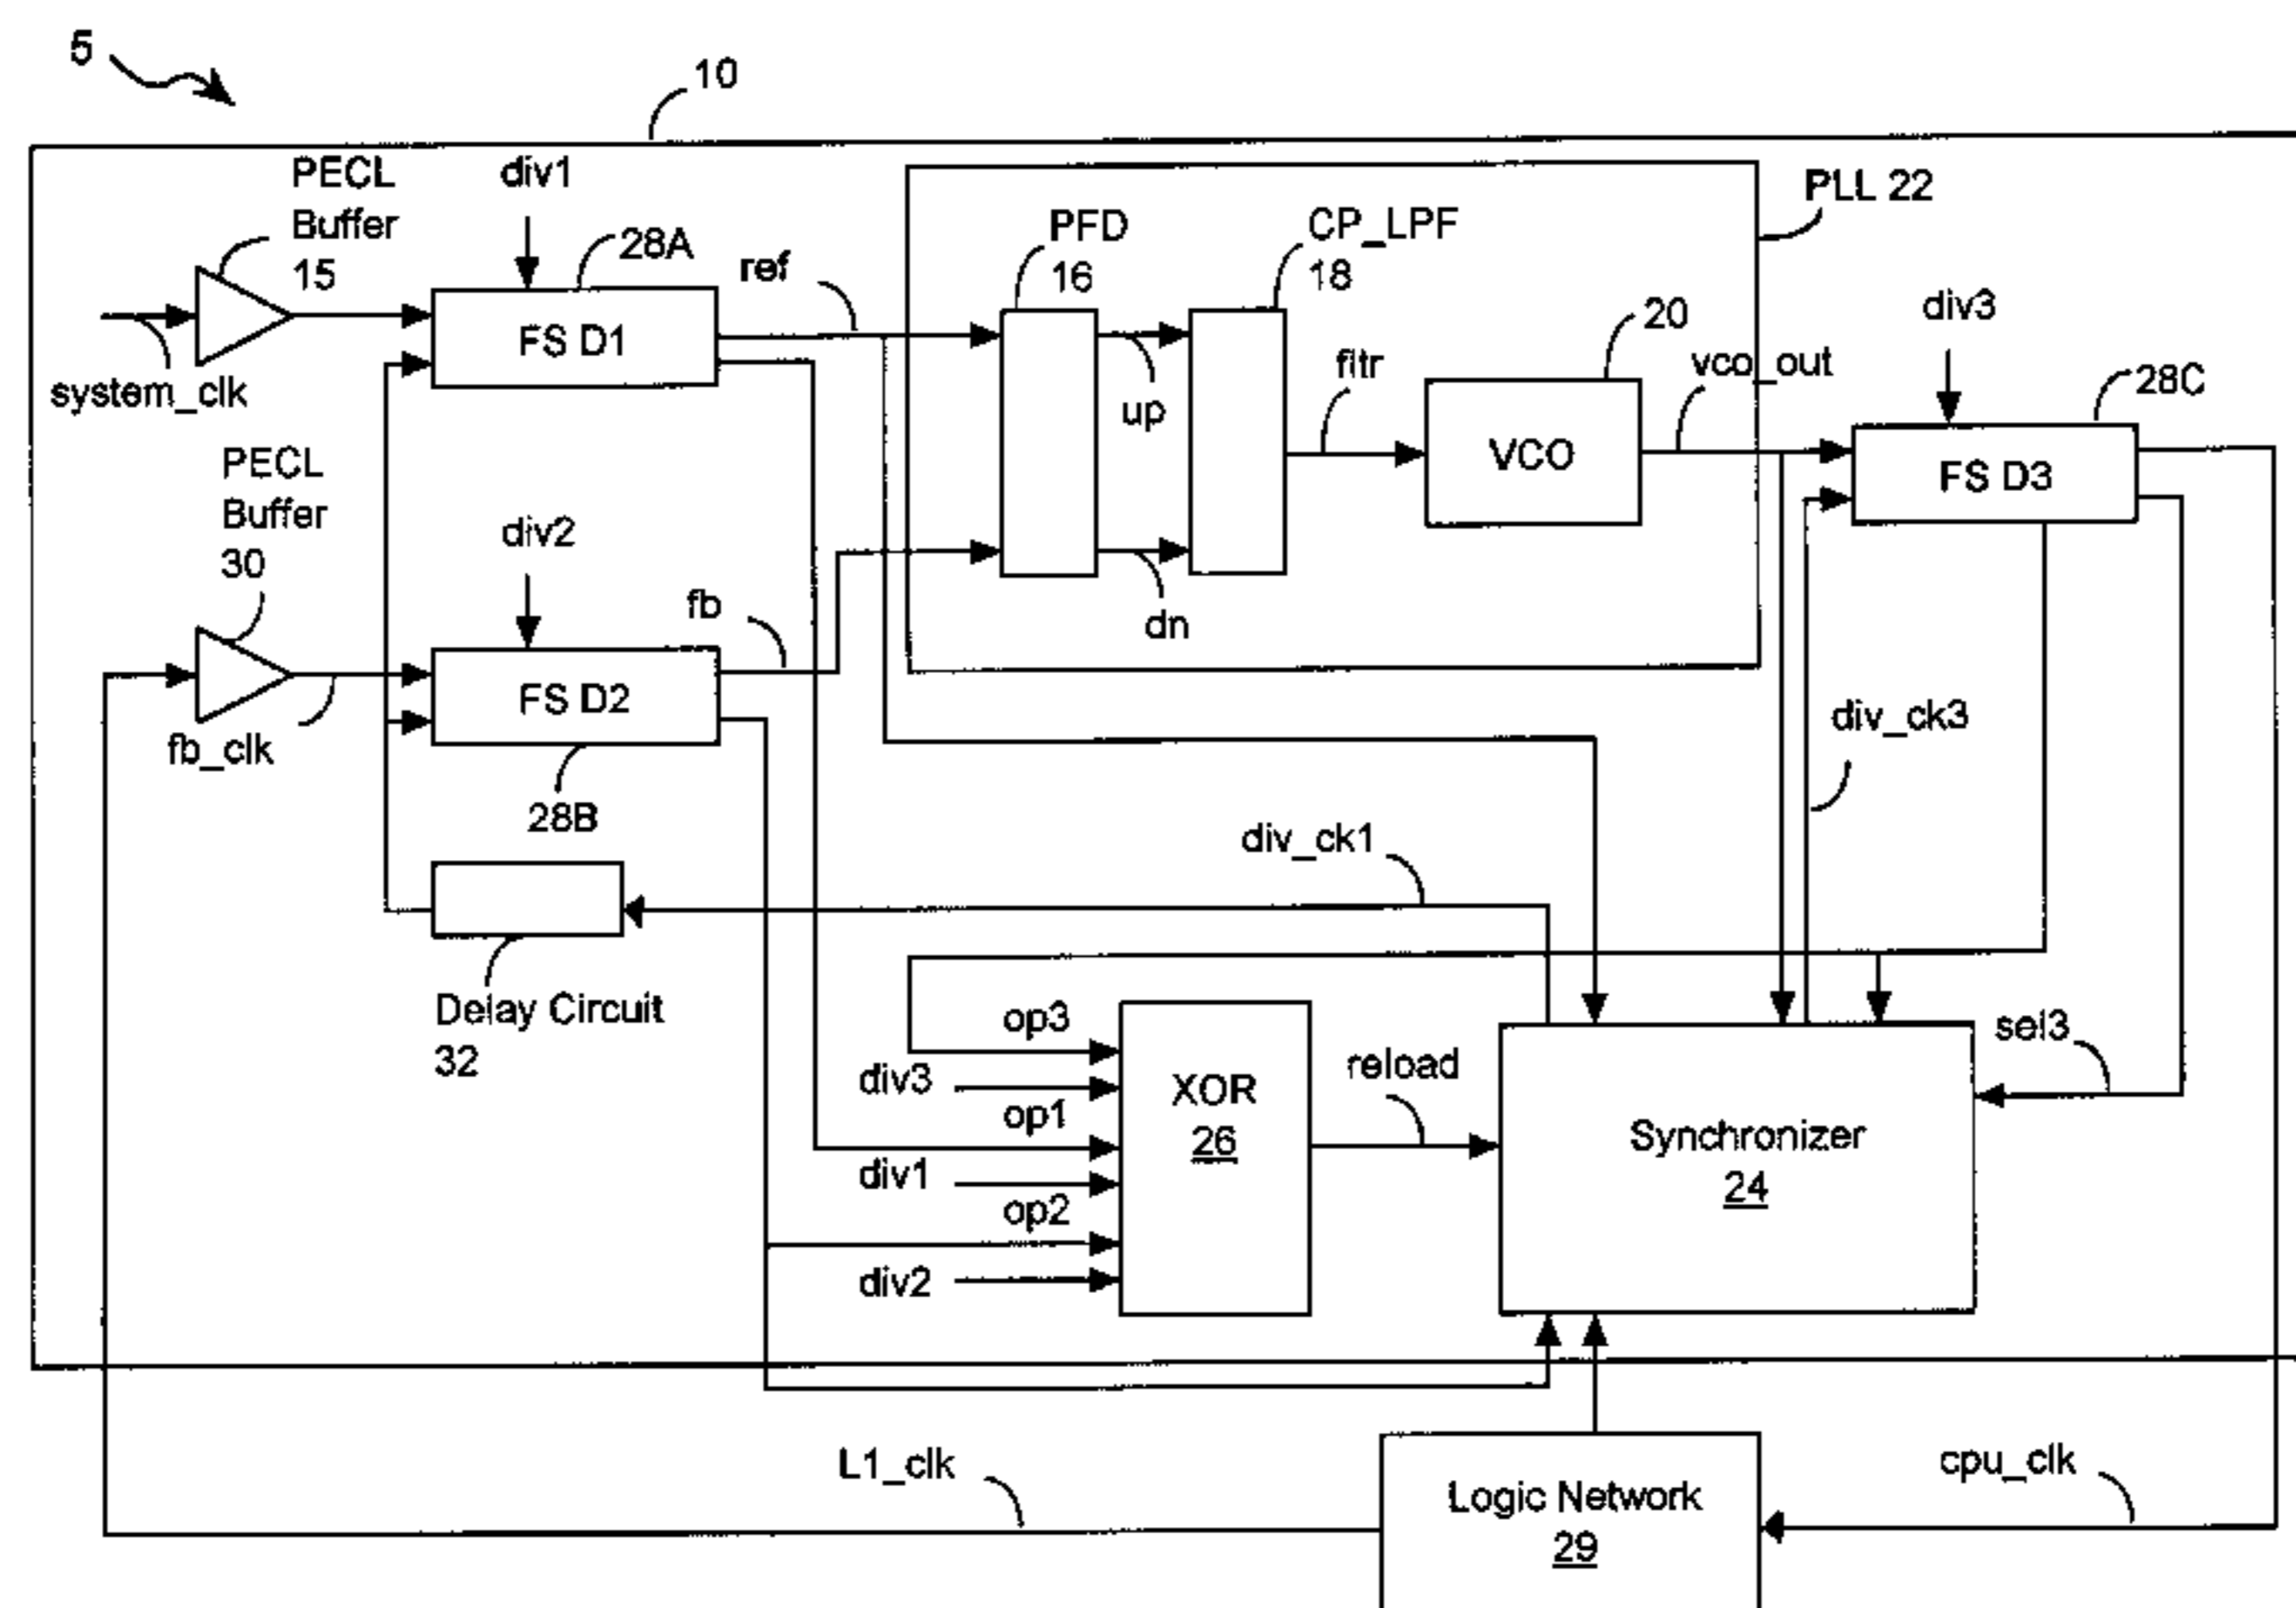 5
10
PECL
Buffer
15
div1
28A
ref
PFD
16
CP_LPF
18
PLL 22
system_clk
FS D1
up
fltr
20
VCO
vco_out
div3
28C
FS D3
PECL
Buffer
30
div2
fb
dn
fb_clk
FS D2
28B
div_ck3
div_ck1
Delay Circuit
32
op3
div3
op1
div1
op2
div2
XOR
26
reload
Synchronizer
24
sel3
L1_clk
Logic Network
29
cpu_clk